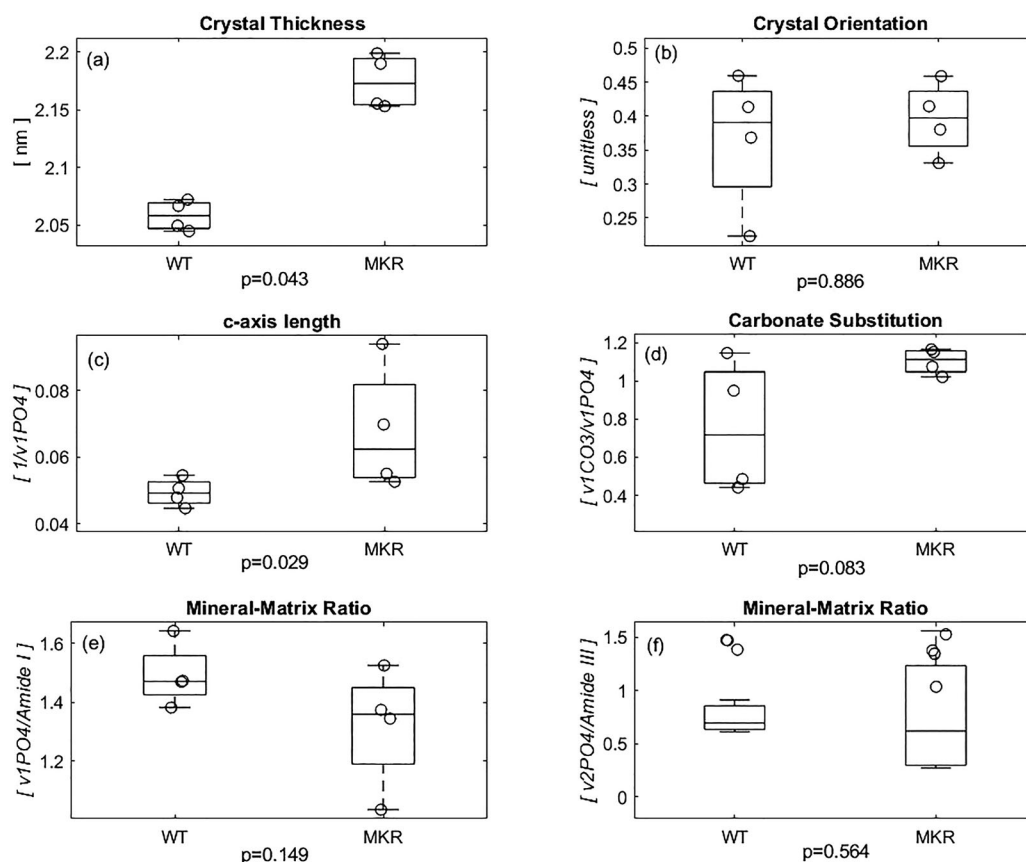 Crystal Thickness
(a)
[ nm ]
2.2
2.15
2.1
2.05
WT
MKR
p=0.043
Crystal Orientation
(b)
[ unitless ]
0.5
0.45
0.4
0.35
0.3
0.25
WT
MKR
p=0.886
c-axis length
(c)
[ 1/v1PO4 ]
0.08
0.06
0.04
WT
MKR
p=0.029
Carbonate Substitution
(d)
[ v1CO3/v1PO4 ]
1.2
1
0.8
0.6
0.4
WT
MKR
p=0.083
Mineral-Matrix Ratio
(e)
[ v1PO4/Amide I ]
1.6
1.4
1.2
WT
MKR
p=0.149
Mineral-Matrix Ratio
(f)
[ v2PO4/Amide III ]
1.5
1
0.5
0
WT
MKR
p=0.564